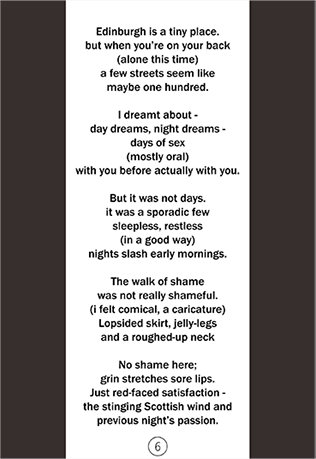 Edinburgh is a tiny place.
but when you're on your back
(alone this time)
a few streets seem like
maybe one hundred.
I dreamt about -
day dreams, night dreams -
days of sex
(mostly oral)
with you before actually with you.
But it was not days.
it was a sporadic few
sleepless, restless
(in a good way)
nights slash early mornings.
The walk of shame
was not really shameful.
(i felt comical, a caricature)
Lopsided skirt, jelly-legs
and a roughed-up neck
No shame here;
grin stretches sore lips.
Just red-faced satisfaction -
the stinging Scottish wind and
previous night's passion.
6